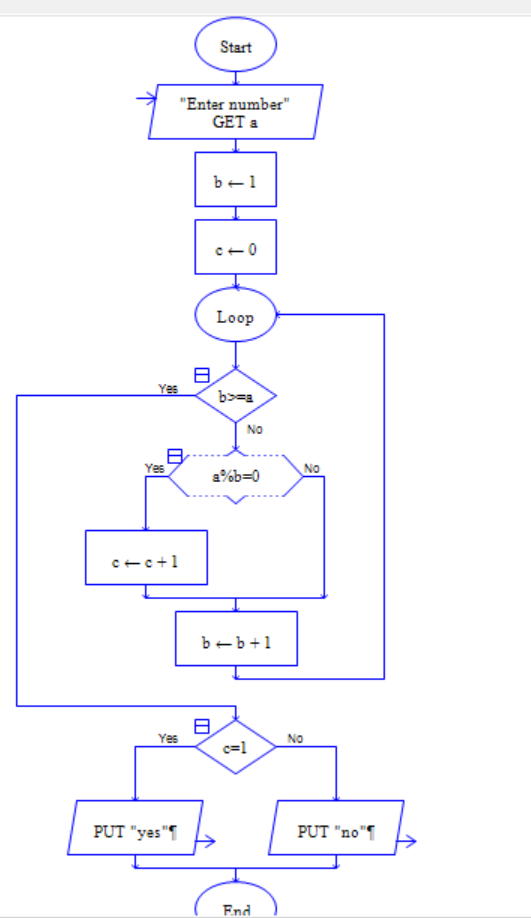 Start
"Enter number"
GET a
b ← 1
c ← 0
Loop
Yes
b>=a
No
Yes
a%b=0
No
c ← c + 1
b ← b + 1
Yes
c=1
No
PUT "yes"¶
PUT "no"¶
End